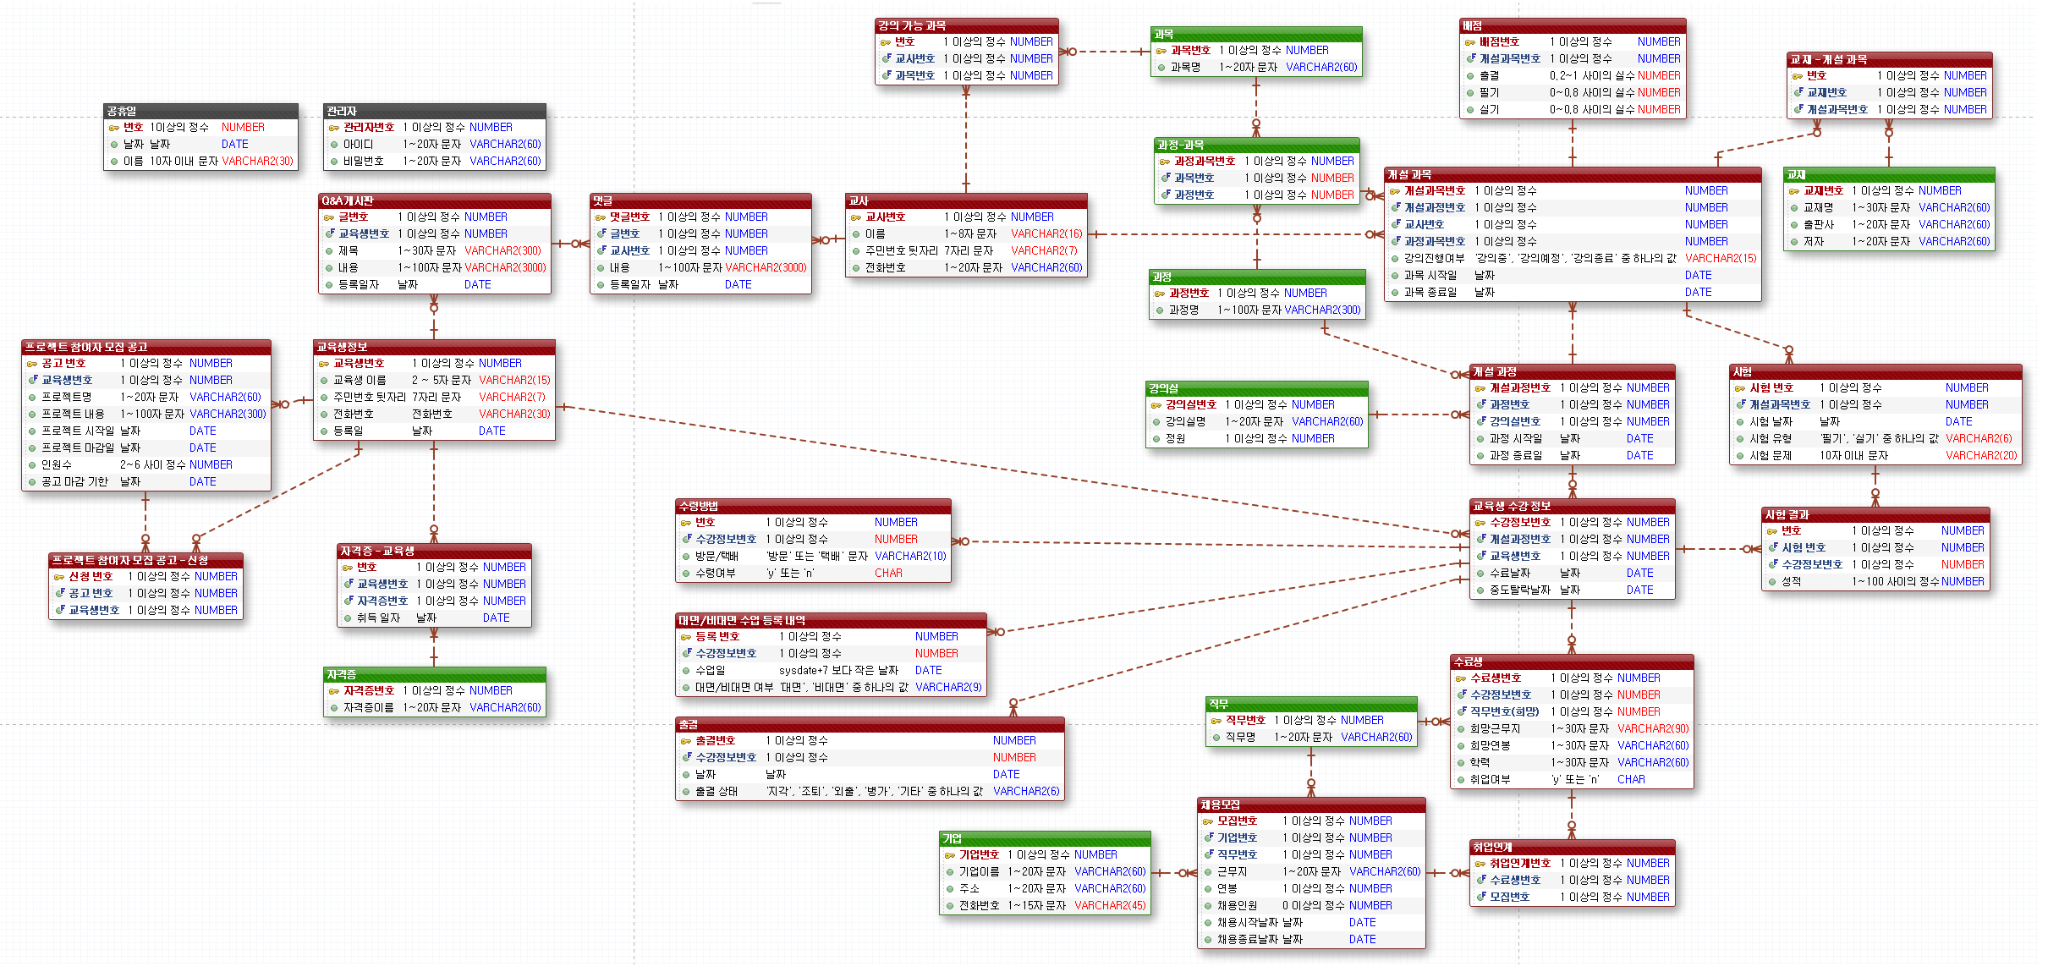 강의 가능 과목
번호 1 이상의 정수 NUMBER
교사번호 1 이상의 정수 NUMBER
과목번호 1 이상의 정수 NUMBER
과목
과목번호 1 이상의 정수 NUMBER
과목명 1~20자 문자 VARCHAR2(60)
배점
배점번호 1 이상의 정수 NUMBER
개설과목번호 1 이상의 정수 NUMBER
출결 0.2~1 사이의 실수 NUMBER
필기 0~0.8 사이의 실수 NUMBER
실기 0~0.8 사이의 실수 NUMBER
교재 - 개설 과목
번호 1 이상의 정수 NUMBER
교재번호 1 이상의 정수 NUMBER
개설과목번호 1 이상의 정수 NUMBER
공휴일
번호 1이상의 정수 NUMBER
날짜 날짜 DATE
이름 10자 이내 문자 VARCHAR2(30)
관리자
관리자번호 1 이상의 정수 NUMBER
아이디 1~20자 문자 VARCHAR2(60)
비밀번호 1~20자 문자 VARCHAR2(60)
과정-과목
과정과목번호 1 이상의 정수 NUMBER
과목번호 1 이상의 정수 NUMBER
과정번호 1 이상의 정수 NUMBER
개설 과목
개설과목번호 1 이상의 정수 NUMBER
개설과정번호 1 이상의 정수 NUMBER
교사번호 1 이상의 정수 NUMBER
과정과목번호 1 이상의 정수 NUMBER
강의진행여부 '강의중', '강의예정', '강의종료' 중 하나의 값 VARCHAR2(15)
과목 시작일 날짜 DATE
과목 종료일 날짜 DATE
교재
교재번호 1 이상의 정수 NUMBER
교재명 1~30자 문자 VARCHAR2(60)
출판사 1~20자 문자 VARCHAR2(60)
저자 1~20자 문자 VARCHAR2(60)
Q&A게시판
글번호 1 이상의 정수 NUMBER
교육생번호 1 이상의 정수 NUMBER
제목 1~30자 문자 VARCHAR2(300)
내용 1~100자 문자 VARCHAR2(3000)
등록일자 날짜 DATE
댓글
댓글번호 1 이상의 정수 NUMBER
글번호 1 이상의 정수 NUMBER
교사번호 1 이상의 정수 NUMBER
내용 1~100자 문자 VARCHAR2(3000)
등록일자 날짜 DATE
교사
교사번호 1 이상의 정수 NUMBER
이름 1~8자 문자 VARCHAR2(16)
주민번호 뒷자리 7자리 문자 VARCHAR2(7)
전화번호 1~20자 문자 VARCHAR2(60)
과정
과정번호 1 이상의 정수 NUMBER
과정명 1~100자 문자 VARCHAR2(300)
프로젝트 참여자 모집 공고
공고 번호 1 이상의 정수 NUMBER
교육생번호 1 이상의 정수 NUMBER
프로젝트명 1~20자 문자 VARCHAR2(60)
프로젝트 내용 1~100자 문자 VARCHAR2(300)
프로젝트 시작일 날짜 DATE
프로젝트 마감일 날짜 DATE
인원수 2~6 사이 정수 NUMBER
공고 마감 기한 날짜 DATE
교육생정보
교육생번호 1 이상의 정수 NUMBER
교육생 이름 2 ~ 5자 문자 VARCHAR2(15)
주민번호 뒷자리 7자리 문자 VARCHAR2(7)
전화번호 전화번호 VARCHAR2(30)
등록일 날짜 DATE
강의실
강의실번호 1 이상의 정수 NUMBER
강의실명 1~20자 문자 VARCHAR2(60)
정원 1 이상의 정수 NUMBER
개설 과정
개설과정번호 1 이상의 정수 NUMBER
과정번호 1 이상의 정수 NUMBER
강의실번호 1 이상의 정수 NUMBER
과정 시작일 날짜 DATE
과정 종료일 날짜 DATE
시험
시험 번호 1 이상의 정수 NUMBER
개설과목번호 1 이상의 정수 NUMBER
시험 날짜 날짜 DATE
시험 유형 '필기', '실기' 중 하나의 값 VARCHAR2(6)
시험 문제 10자 이내 문자 VARCHAR2(20)
수령방법
번호 1 이상의 정수 NUMBER
수강정보번호 1 이상의 정수 NUMBER
방문/택배 '방문' 또는 '택배' 문자 VARCHAR2(10)
수령여부 'y' 또는 'n' CHAR
교육생 수강 정보
수강정보번호 1 이상의 정수 NUMBER
개설과정번호 1 이상의 정수 NUMBER
교육생번호 1 이상의 정수 NUMBER
수료날짜 날짜 DATE
중도탈락날짜 날짜 DATE
시험 결과
번호 1 이상의 정수 NUMBER
시험 번호 1 이상의 정수 NUMBER
수강정보번호 1 이상의 정수 NUMBER
성적 1~100 사이의 정수 NUMBER
프로젝트 참여자 모집 공고 - 신청
신청 번호 1 이상의 정수 NUMBER
공고 번호 1 이상의 정수 NUMBER
교육생번호 1 이상의 정수 NUMBER
자격증 - 교육생
번호 1 이상의 정수 NUMBER
교육생번호 1 이상의 정수 NUMBER
자격증번호 1 이상의 정수 NUMBER
취득 일자 날짜 DATE
대면/비대면 수업 등록 내역
등록 번호 1 이상의 정수 NUMBER
수강정보번호 1 이상의 정수 NUMBER
수업일 sysdate+7 보다 작은 날짜 DATE
대면/비대면 여부 '대면', '비대면' 중 하나의 값 VARCHAR2(9)
자격증
자격증번호 1 이상의 정수 NUMBER
자격증이름 1~20자 문자 VARCHAR2(60)
수료생
수료생번호 1 이상의 정수 NUMBER
수강정보번호 1 이상의 정수 NUMBER
직무번호(희망) 1 이상의 정수 NUMBER
희망근무지 1~30자 문자 VARCHAR2(90)
희망연봉 1~30자 문자 VARCHAR2(60)
학력 1~30자 문자 VARCHAR2(60)
취업여부 'y' 또는 'n' CHAR
직무
직무번호 1 이상의 정수 NUMBER
직무명 1~20자 문자 VARCHAR2(60)
출결
출결번호 1 이상의 정수 NUMBER
수강정보번호 1 이상의 정수 NUMBER
날짜 날짜 DATE
출결 상태 '지각', '조퇴', '외출', '병가', '기타' 중 하나의 값 VARCHAR2(6)
채용모집
모집번호 1 이상의 정수 NUMBER
기업번호 1 이상의 정수 NUMBER
직무번호 1 이상의 정수 NUMBER
근무지 1~20자 문자 VARCHAR2(60)
연봉 1 이상의 정수 NUMBER
채용인원 0 이상의 정수 NUMBER
채용시작날짜 날짜 DATE
채용종료날짜 날짜 DATE
기업
기업번호 1 이상의 정수 NUMBER
기업이름 1~20자 문자 VARCHAR2(60)
주소 1~20자 문자 VARCHAR2(60)
전화번호 1~15자 문자 VARCHAR2(45)
취업연계
취업연계번호 1 이상의 정수 NUMBER
수료생번호 1 이상의 정수 NUMBER
모집번호 1 이상의 정수 NUMBER